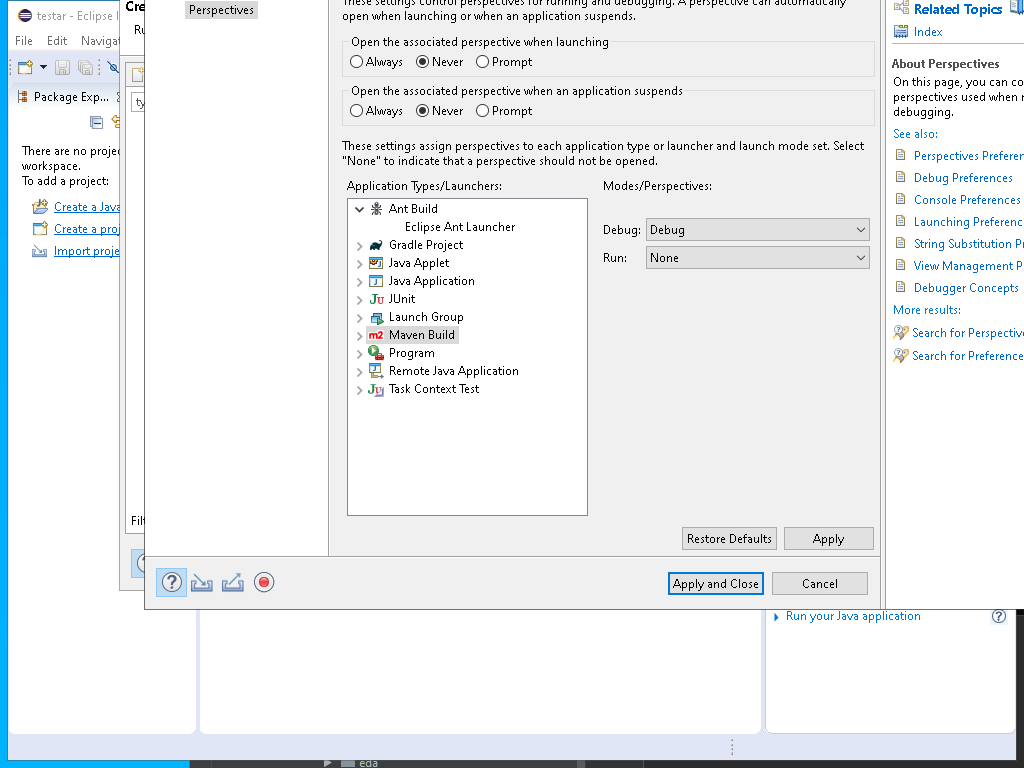 testar - Eclipse I
File Edit Navigat
Package Exp...
There are no proje
workspace.
To add a project:
Create a Java
Create a proj
Import proje
Cre
Ru
ty
Filt
Perspectives
These settings control perspectives for running and debugging. A perspective can automatically
open when launching or when an application suspends.
Open the associated perspective when launching
Always Never Prompt
Open the associated perspective when an application suspends
Always Never Prompt
These settings assign perspectives to each application type or launcher and launch mode set. Select
"None" to indicate that a perspective should not be opened.
Application Types/Launchers:
Ant Build
Eclipse Ant Launcher
Gradle Project
Java Applet
Java Application
JUnit
Launch Group
Maven Build
Program
Remote Java Application
Task Context Test
Modes/Perspectives:
Debug: Debug
Run: None
Restore Defaults Apply
Apply and Close Cancel
Related Topics
Index
About Perspectives
On this page, you can co
perspectives used when r
debugging.
See also:
Perspectives Preferen
Debug Preferences
Console Preferences
Launching Preferenc
String Substitution Pr
View Management P
Debugger Concepts
More results:
Search for Perspective
Search for Preference
Run your Java application
eda